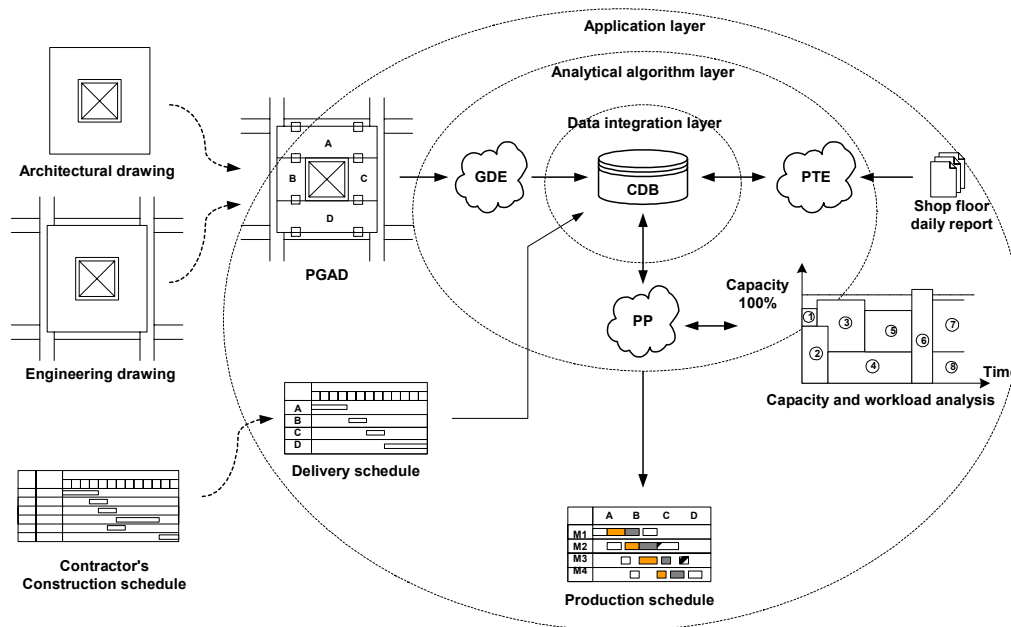 Application layer
Analytical algorithm layer
Data integration layer
Architectural drawing
A
B
C
D
PGAD
GDE
CDB
PTE
Shop floor
daily report
Engineering drawing
PP
Capacity
100%
1
2
3
4
5
6
7
8
Time
Capacity and workload analysis
A
B
C
D
Delivery schedule
Contractor's
Construction schedule
A B C D
M1
M2
M3
M4
Production schedule